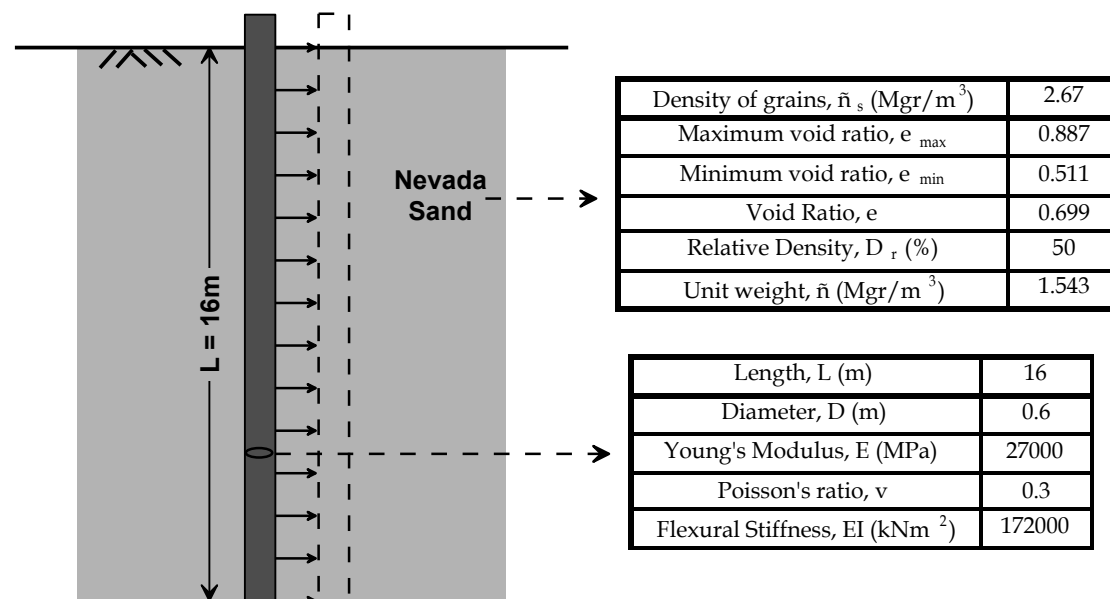 L = 16m
Nevada
Sand
Density of grains, ñ s (Mgr/m 3) 2.67
Maximum void ratio, e max 0.887
Minimum void ratio, e min 0.511
Void Ratio, e 0.699
Relative Density, D r (%) 50
Unit weight, ñ (Mgr/m 3) 1.543
Length, L (m) 16
Diameter, D (m) 0.6
Young's Modulus, E (MPa) 27000
Poisson's ratio, v 0.3
Flexural Stiffness, EI (kNm 2) 172000